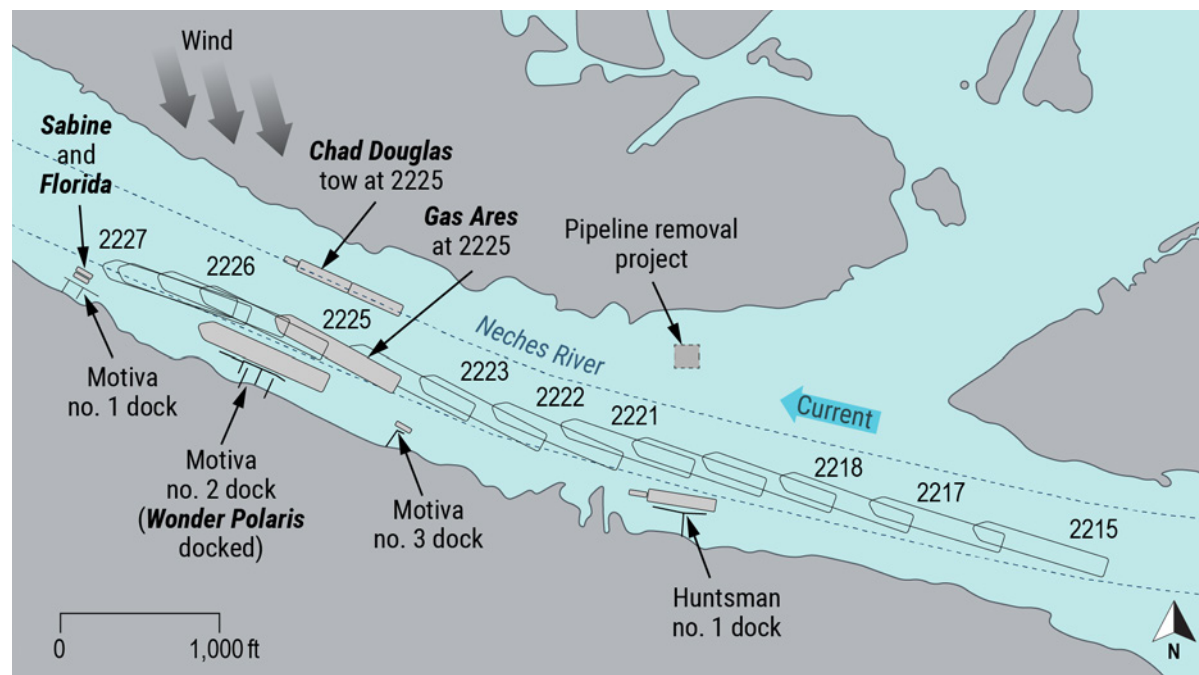 Wind
Sabine
and
Florida
Chad Douglas
tow at 2225
Gas Ares
at 2225
Pipeline removal
project
2227
2226
2225
Neches River
2223
2222
2221
Current
2218
2217
2215
Motiva
no. 1 dock
Motiva
no. 2 dock
(Wonder Polaris
docked)
Motiva
no. 3 dock
Huntsman
no. 1 dock
0
1,000 ft
N